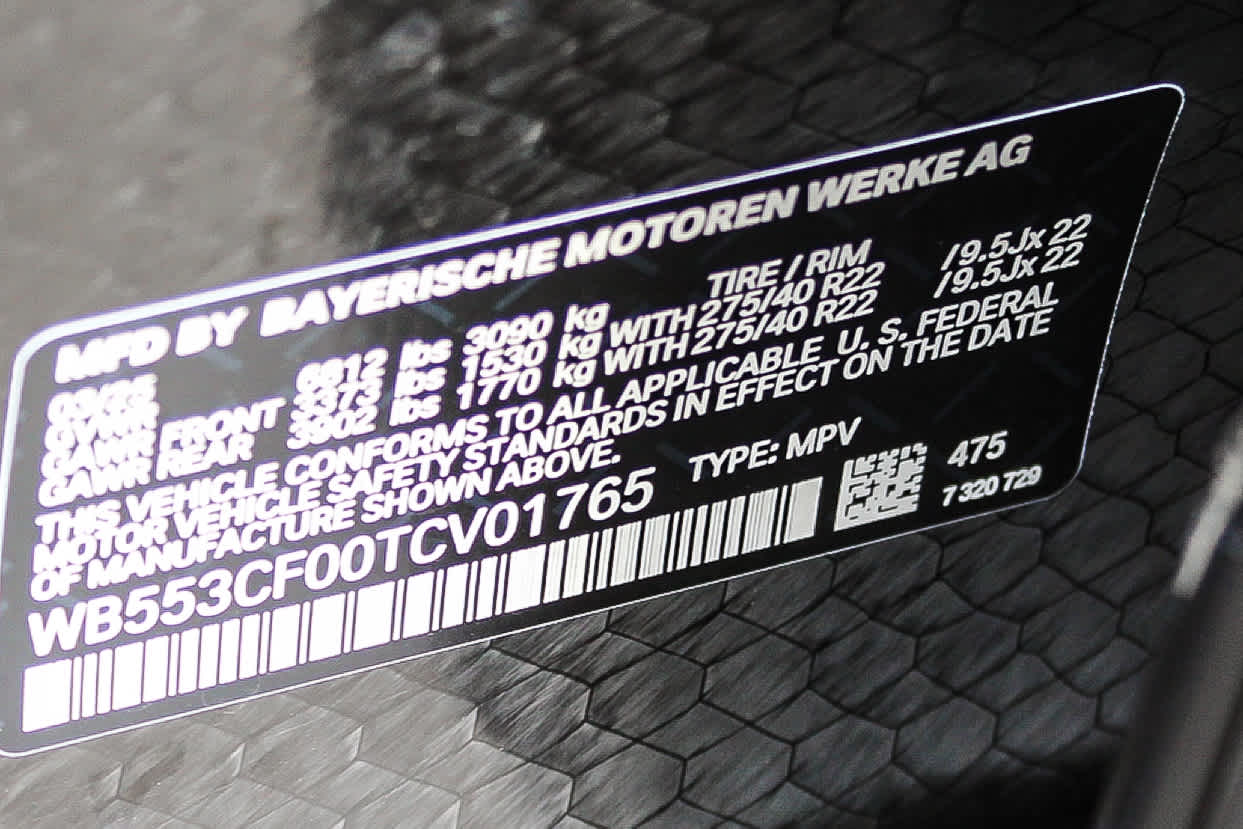 MFD BY BAYERISCHE MOTOREN WERKE AG
03/25 TIRE / RIM
GVWR 6812 lbs 3090 kg
GAWR FRONT 3373 lbs 1530 kg WITH 275/40 R22 /9.5Jx 22
GAWR REAR 3902 lbs 1770 kg WITH 275/40 R22 /9.5Jx 22
THIS VEHICLE CONFORMS TO ALL APPLICABLE U. S. FEDERAL
MOTOR VEHICLE SAFETY STANDARDS IN EFFECT ON THE DATE
OF MANUFACTURE SHOWN ABOVE.
WB553CF00TCV01765 TYPE: MPV
475
7 320 729